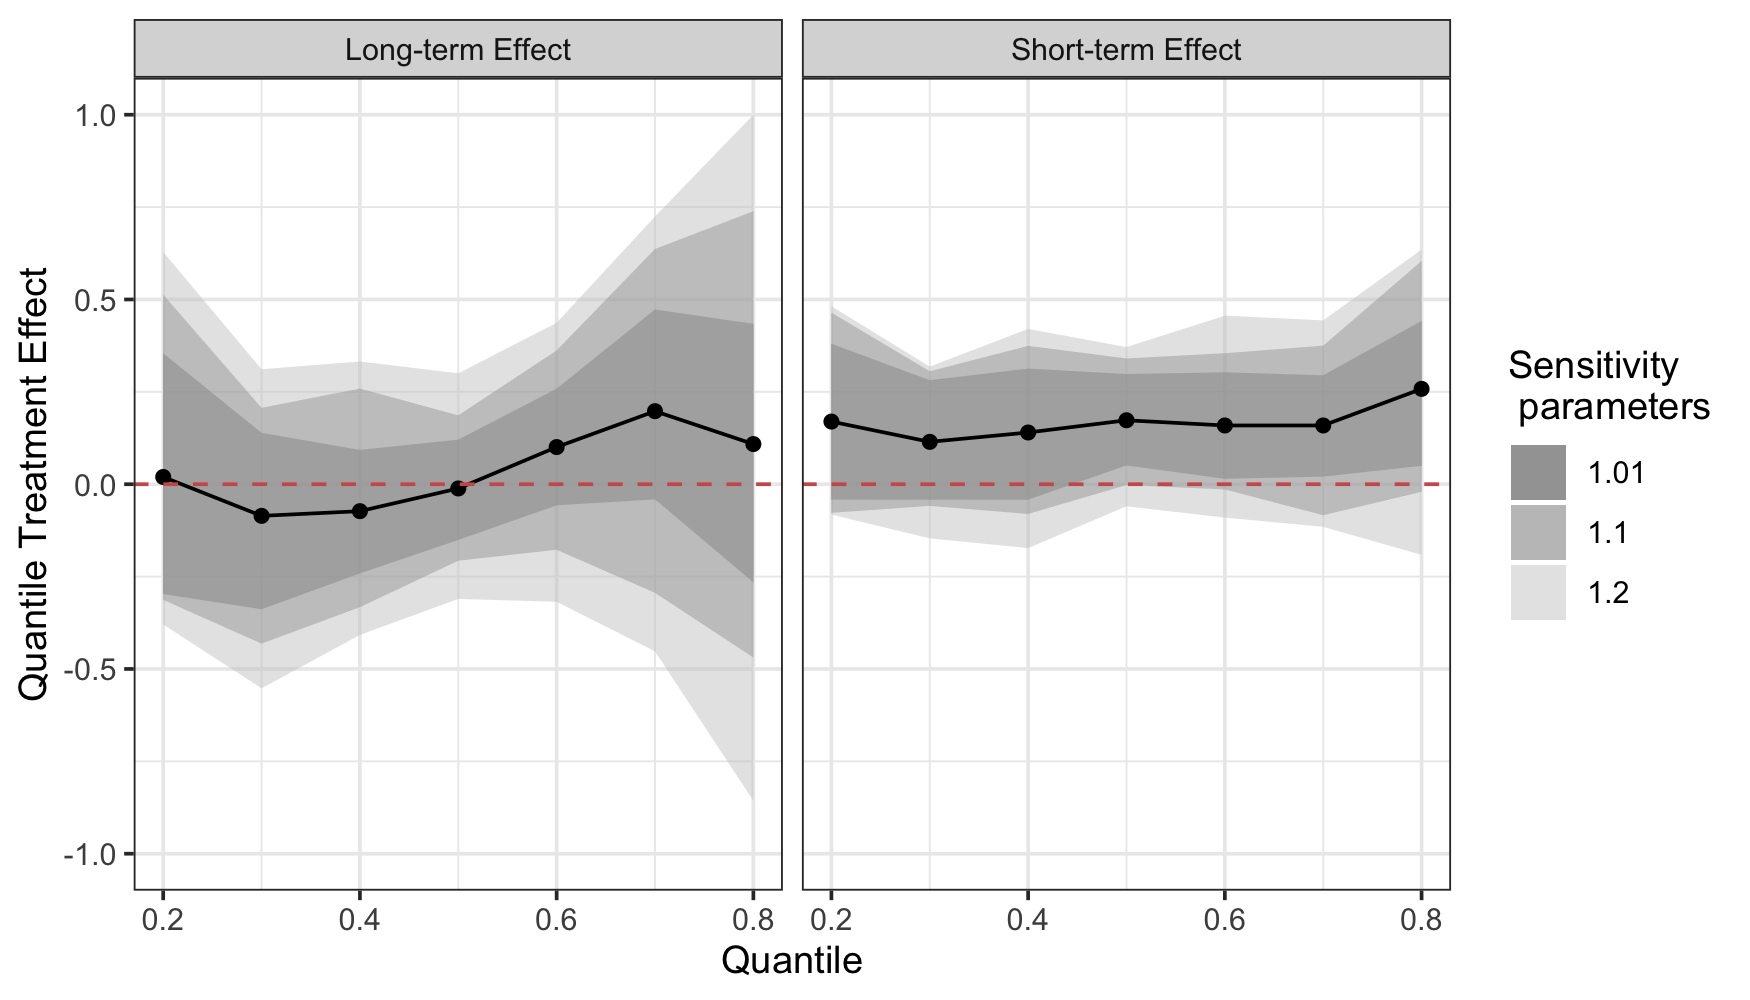 Long-term Effect
Short-term Effect
Quantile Treatment Effect
1.0
0.5
0.0
-0.5
-1.0
0.2 0.4 0.6 0.8
0.2 0.4 0.6 0.8
Quantile
Sensitivity
parameters
1.01
1.1
1.2